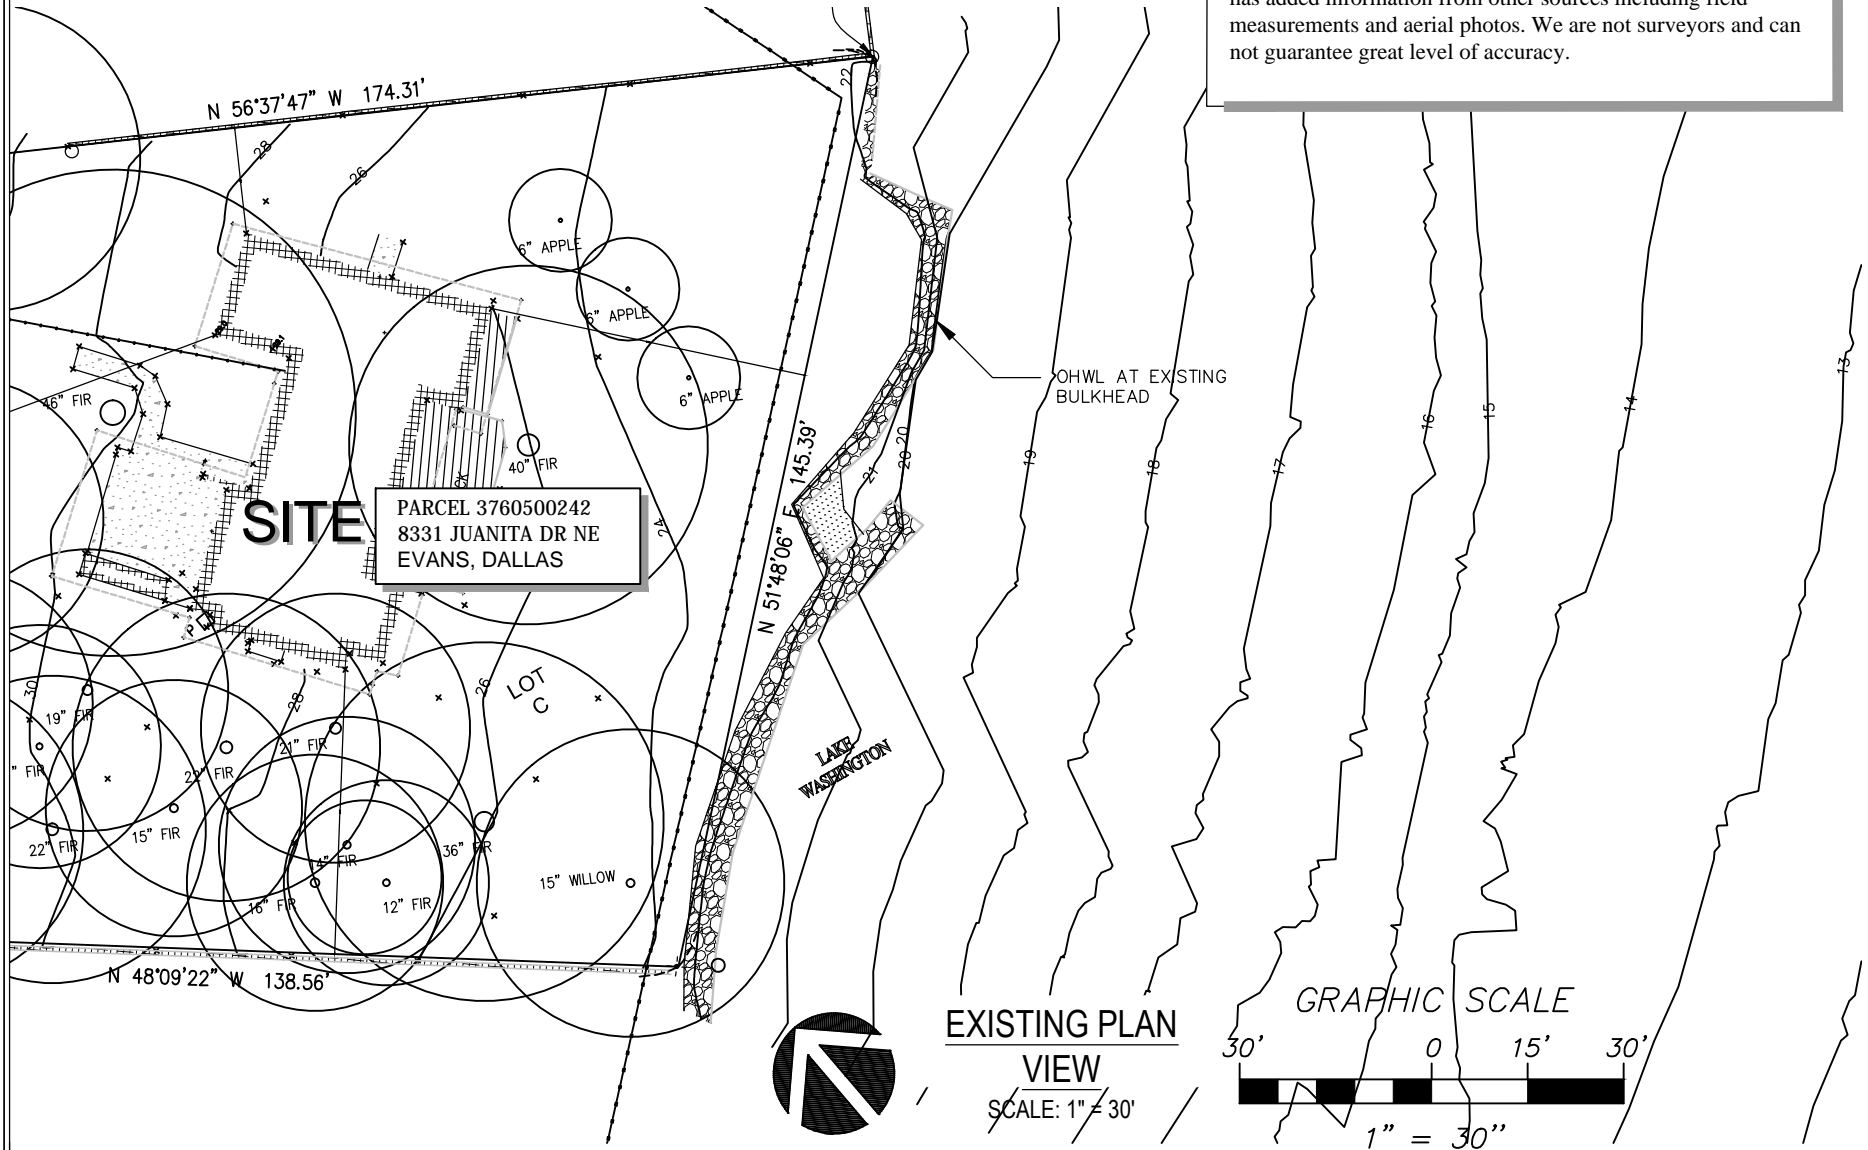 has added information from other sources including field
measurements and aerial photos. We are not surveyors and can
not guarantee great level of accuracy.
N 56°37'47" W 174.31'
22
28
26
6" APPLE
6" APPLE
6" APPLE
OHWL AT EXISTING
BULKHEAD
46" FIR
40" FIR
13
14
15
16
17
18
19
20
20
21
N 51°48'06" E 145.39'
SITE
PARCEL 3760500242
8331 JUANITA DR NE
EVANS, DALLAS
24
P
30
28
26
LOT
C
19" FIR
21" FIR
22" FIR
" FIR
15" FIR
22" FIR
14" FIR
36" FIR
16" FIR
12" FIR
15" WILLOW
LAKE
WASHINGTON
N 48°09'22" W 138.56'
EXISTING PLAN
VIEW
SCALE: 1" = 30'
GRAPHIC SCALE
30' 0 15' 30'
1" = 30"